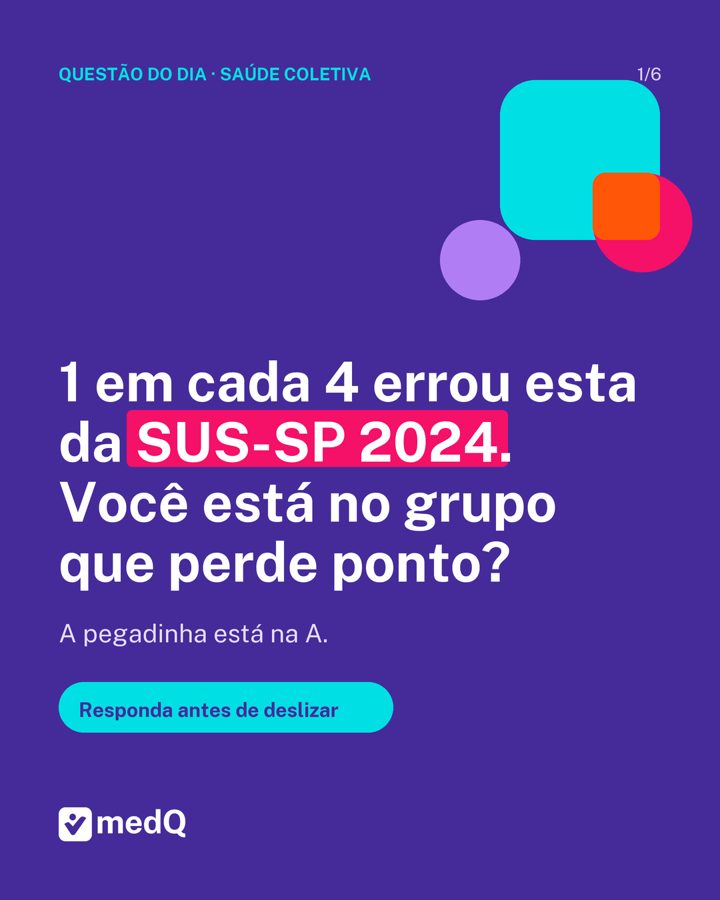 QUESTÃO DO DIA · SAÚDE COLETIVA
1/6
1 em cada 4 errou esta
da SUS-SP 2024.
Você está no grupo
que perde ponto?
A pegadinha está na A.
Responda antes de deslizar
medQ